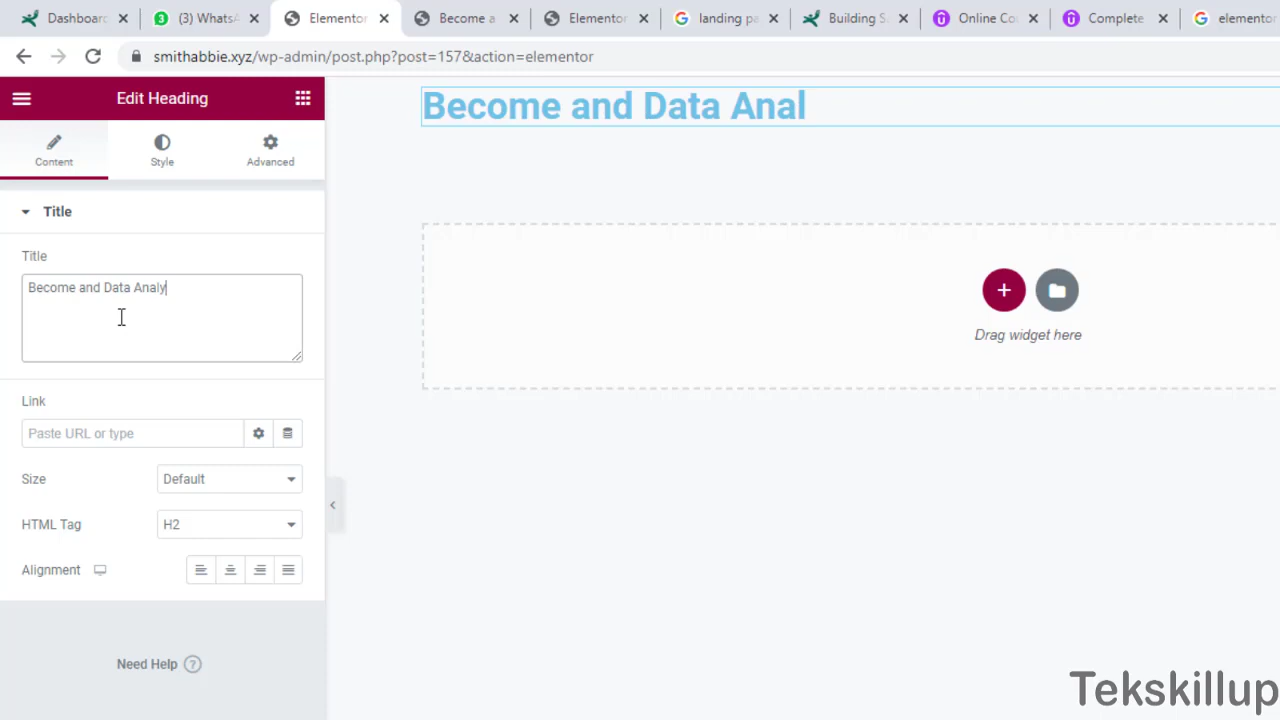 Dashboard
(3) WhatsA
Elementor
Become a
Elementor
landing pa
Building S
Online Co
Complete
elementor
smithabbie.xyz/wp-admin/post.php?post=157&action=elementor
Edit Heading
Become and Data Anal
Content
Style
Advanced
Title
Title
Become and Data Analy
Drag widget here
Link
Paste URL or type
Size
Default
HTML Tag
H2
Alignment
Need Help ?
Tekskillup